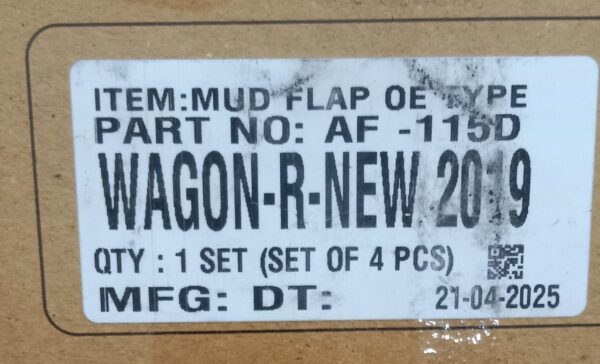 ITEM:MUD FLAP OE TYPE
PART NO: AF -115D
WAGON-R-NEW 2019
QTY : 1 SET (SET OF 4 PCS)
MFG: DT: 21-04-2025